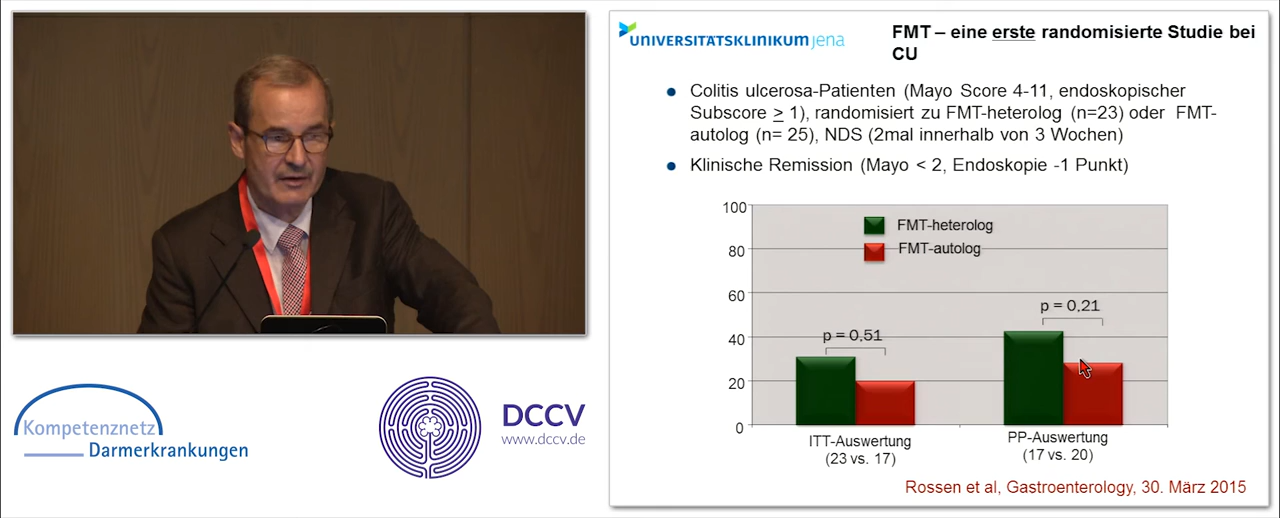 UNIVERSITÄTSKLINIKUM jena
FMT – eine erste randomisierte Studie bei
CU
Colitis ulcerosa-Patienten (Mayo Score 4-11, endoskopischer
Subscore ≥ 1), randomisiert zu FMT-heterolog (n=23) oder FMT-
autolog (n= 25), NDS (2mal innerhalb von 3 Wochen)
Klinische Remission (Mayo < 2, Endoskopie -1 Punkt)
100
80
60
40
20
0
FMT-heterolog
FMT-autolog
p = 0,51
p = 0,21
ITT-Auswertung
(23 vs. 17)
PP-Auswertung
(17 vs. 20)
Rossen et al, Gastroenterology, 30. März 2015
Kompetenznetz
Darmerkrankungen
DCCV
www.dccv.de